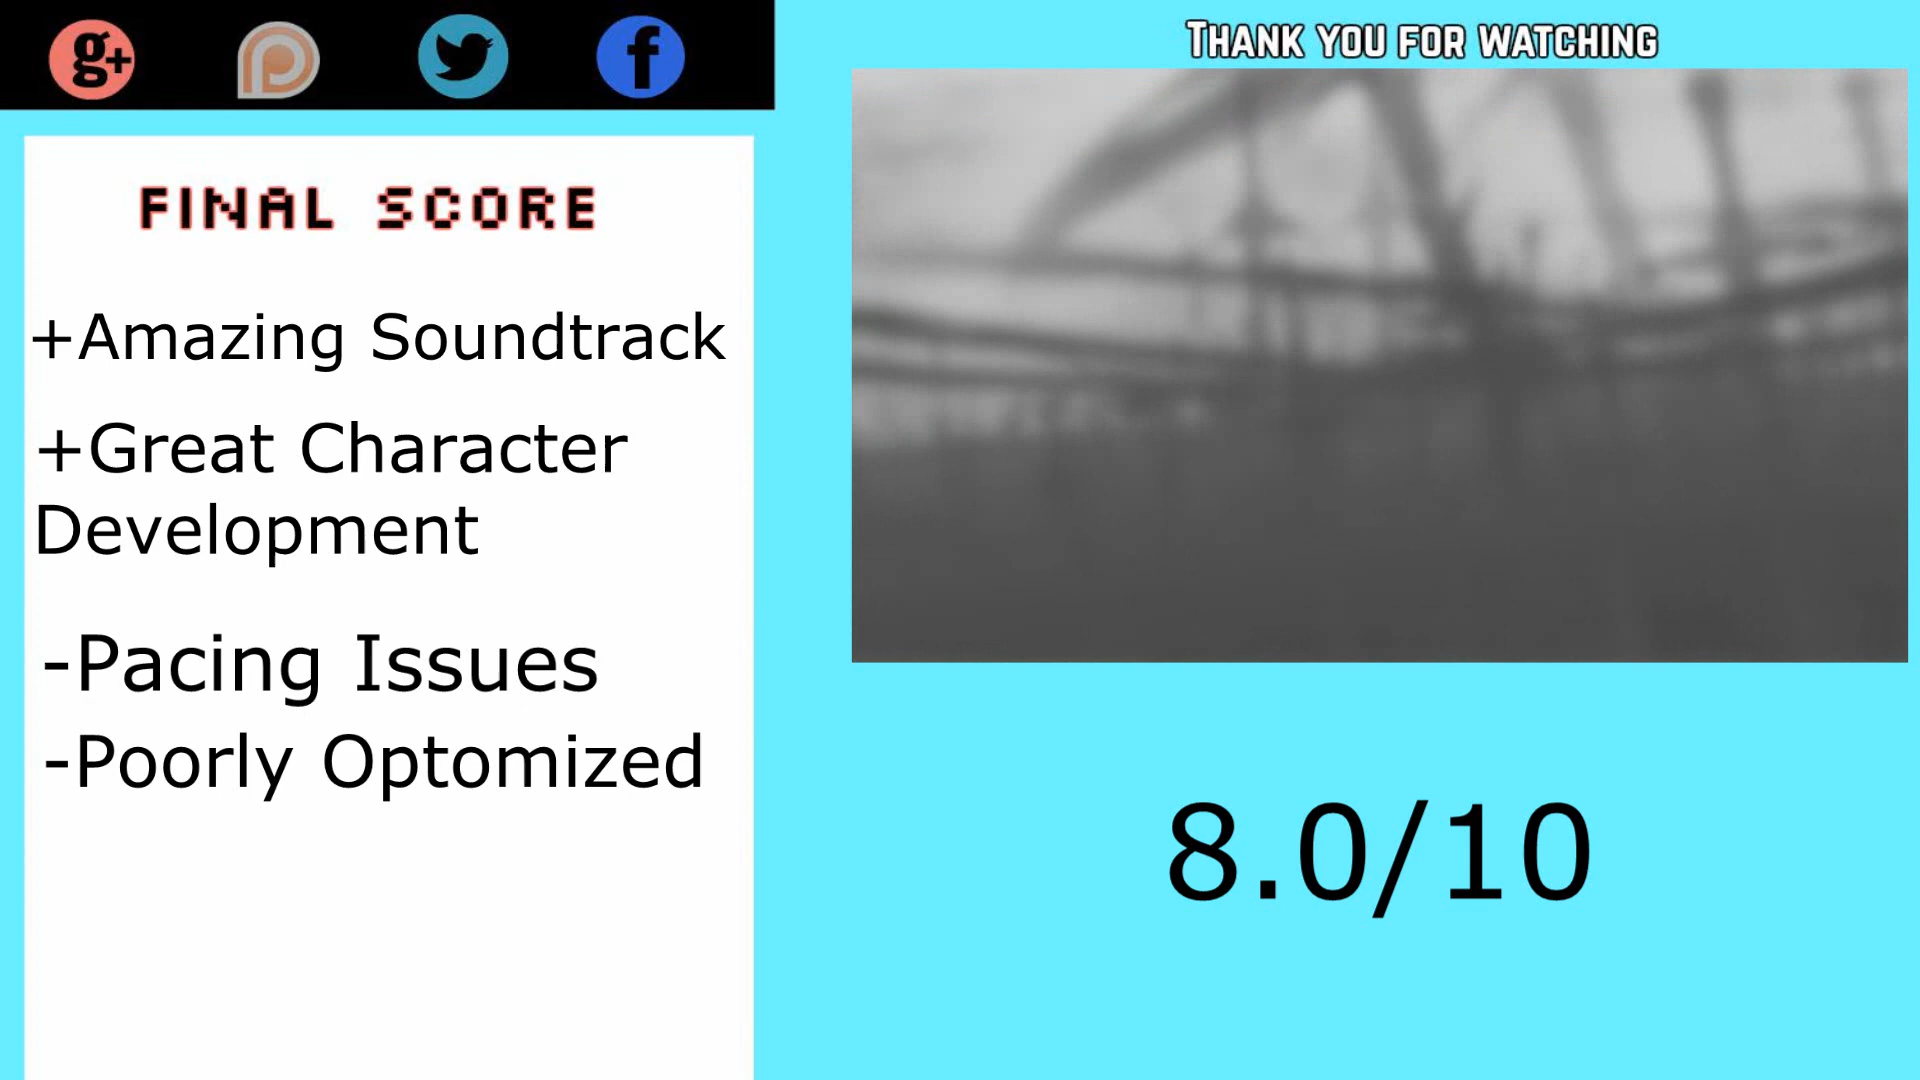 g+
f
THANK YOU FOR WATCHING
FINAL SCORE
+Amazing Soundtrack
+Great Character
Development
-Pacing Issues
-Poorly Optomized
8.0/10